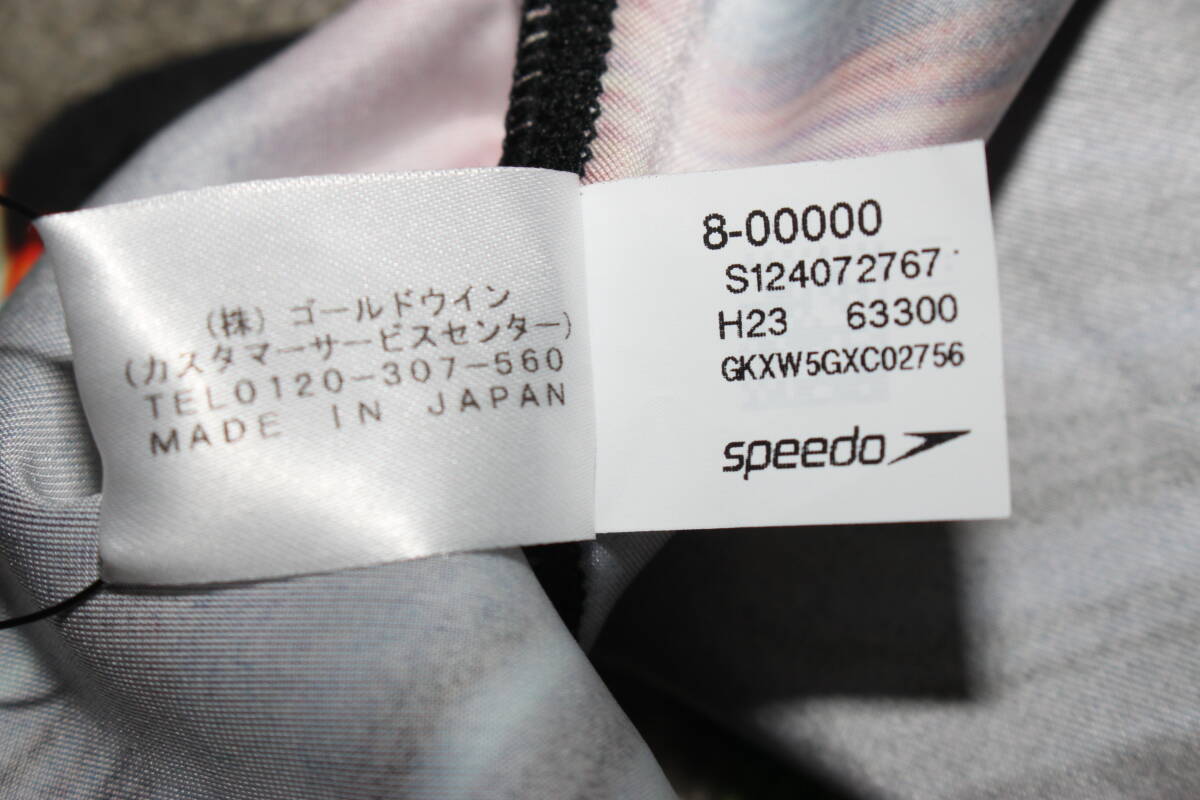 (株) ゴールドウイン
(カスタマーサービスセンター)
TEL0120-307-560
MADE IN JAPAN
8-00000
S124072767
H23 63300
GKXW5GXC02756
speedo